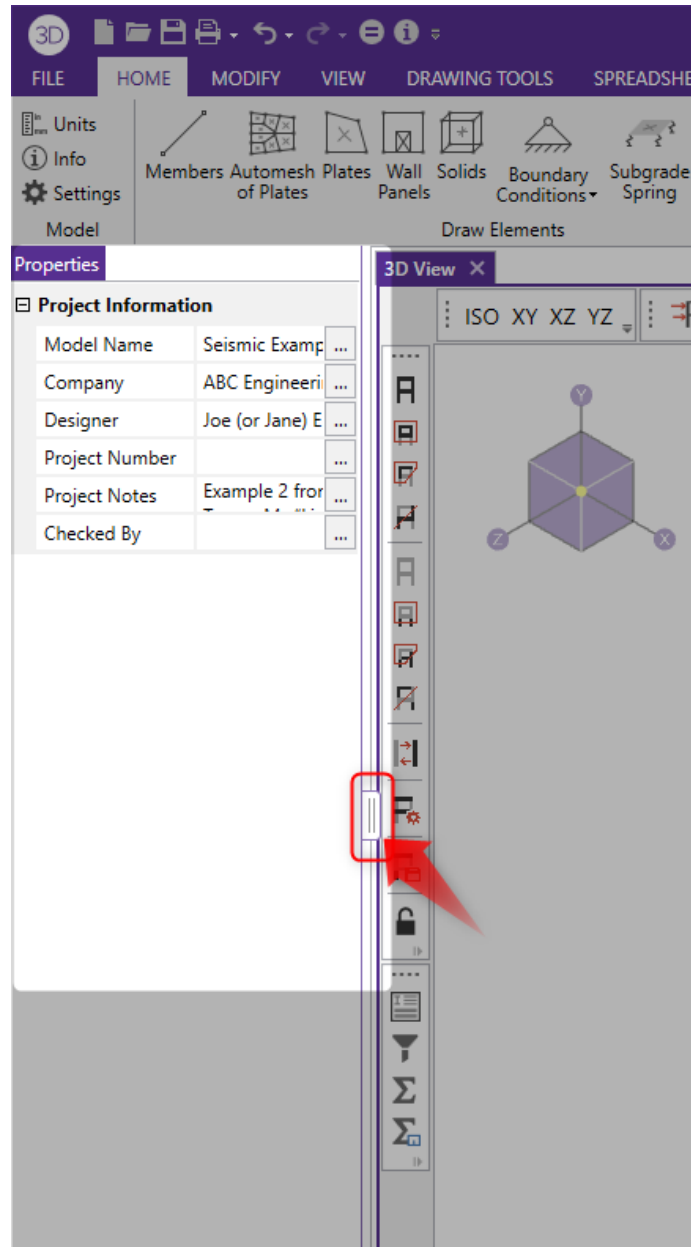 3D
FILE HOME MODIFY VIEW DRAWING TOOLS SPREADSHE
Units
Info
Settings
Members
Automesh of Plates
Plates
Wall Panels
Solids
Boundary Conditions
Subgrade Spring
Model
Draw Elements
Properties
3D View
Project Information
ISO XY XZ YZ
Model Name Seismic Examp ...
Company ABC Engineeri ...
Designer Joe (or Jane) E ...
Project Number ...
Project Notes Example 2 fror ...
Checked By ...
Y
Z
X